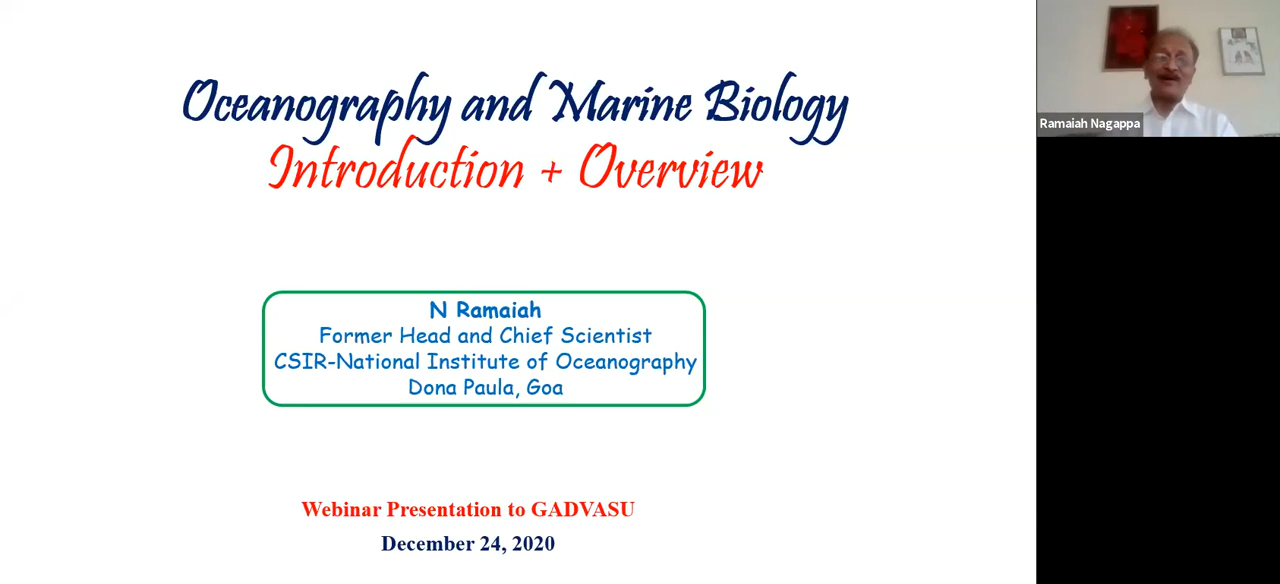 Oceanography and Marine Biology
Introduction + Overview
N Ramaiah
Former Head and Chief Scientist
CSIR-National Institute of Oceanography
Dona Paula, Goa
Webinar Presentation to GADVASU
December 24, 2020
Ramaiah Nagappa